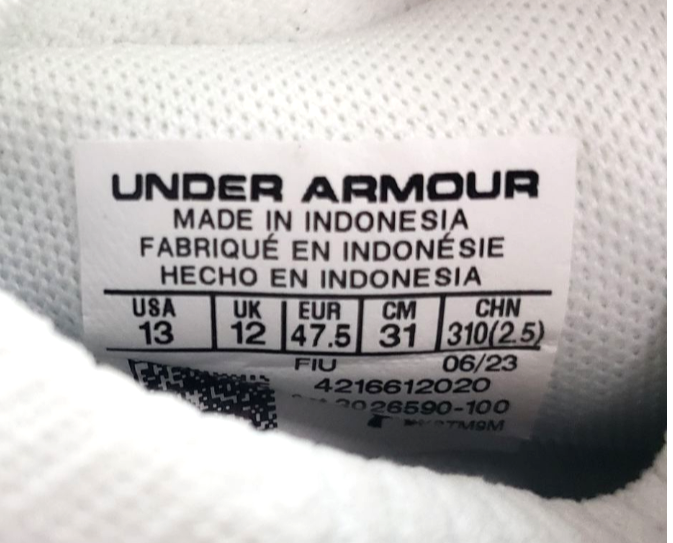 UNDER ARMOUR
MADE IN INDONESIA
FABRIQUÉ EN INDONÉSIE
HECHO EN INDONESIA
USA UK EUR CM CHN
13 12 47.5 31 310(2.5)
FIU 06/23
4216612020
3026590-100